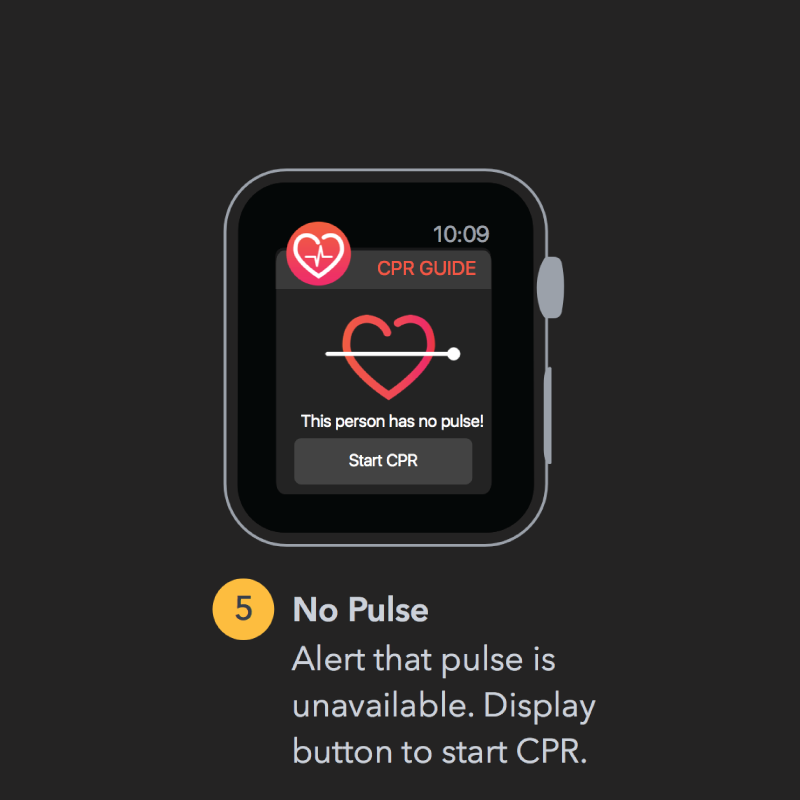 10:09
CPR GUIDE
This person has no pulse!
Start CPR
5
No Pulse
Alert that pulse is
unavailable. Display
button to start CPR.